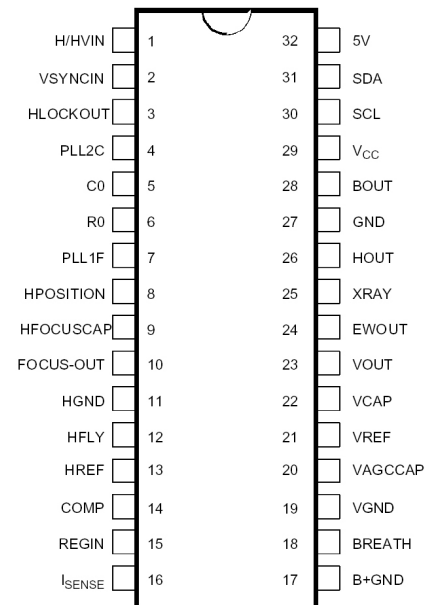 H/HVIN 1 32 5V
VSYNCIN 2 31 SDA
HLOCKOUT 3 30 SCL
PLL2C 4 29 VCC
C0 5 28 BOUT
R0 6 27 GND
PLL1F 7 26 HOUT
HPOSITION 8 25 XRAY
HFOCUSCAP 9 24 EWOUT
FOCUS-OUT 10 23 VOUT
HGND 11 22 VCAP
HFLY 12 21 VREF
HREF 13 20 VAGCCAP
COMP 14 19 VGND
REGIN 15 18 BREATH
ISENSE 16 17 B+GND